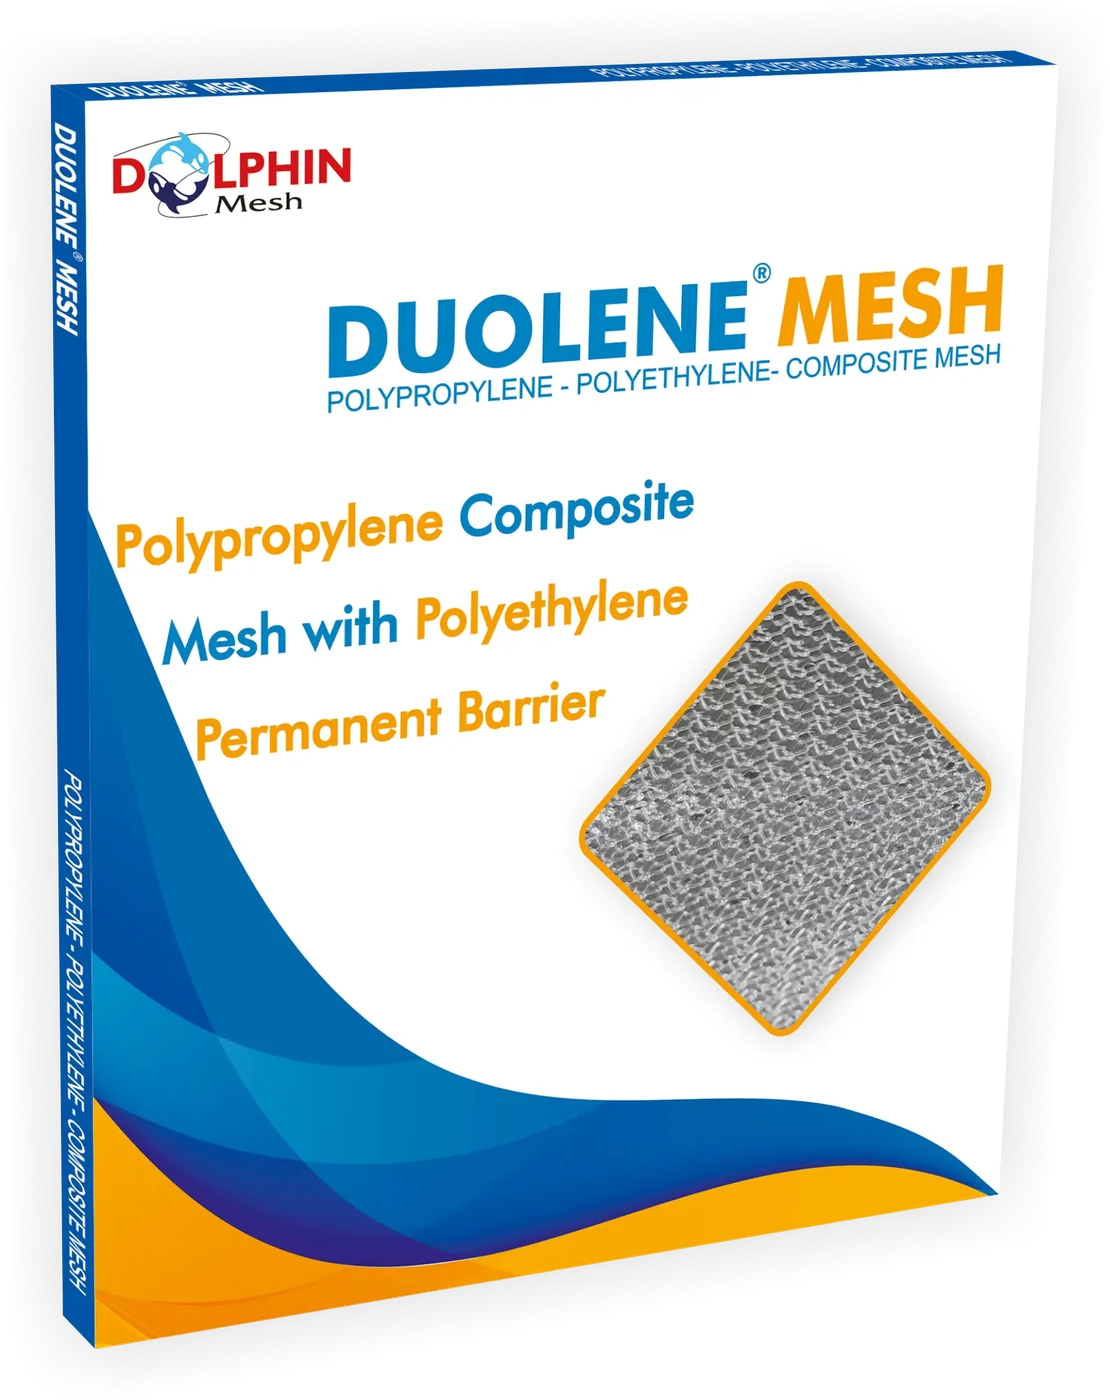 DUOLENE® MESH
POLYPROPYLENE - POLYETHYLENE - COMPOSITE MESH
DUOLENE® MESH
POLYPROPYLENE - POLYETHYLENE - COMPOSITE MESH
DOLPHIN
Mesh
DUOLENE® MESH
POLYPROPYLENE - POLYETHYLENE- COMPOSITE MESH
Polypropylene Composite
Mesh with Polyethylene
Permanent Barrier